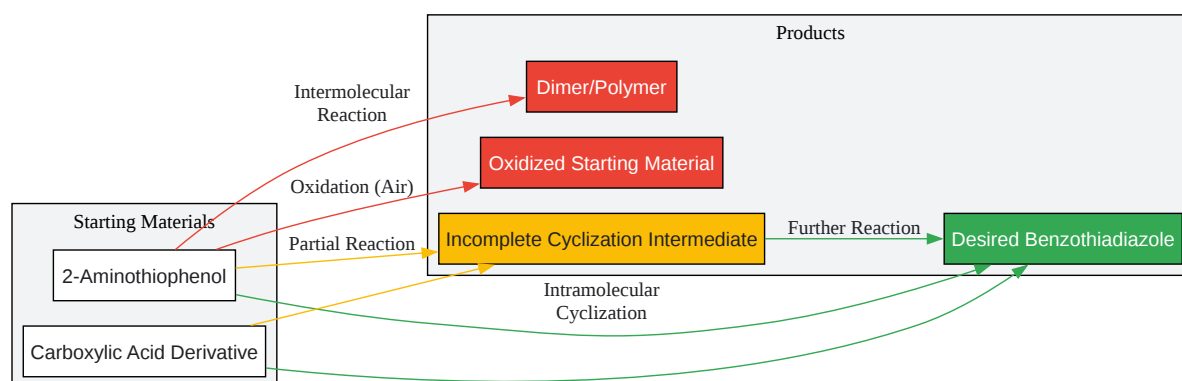 Products
Dimer/Polymer
Intermolecular
Reaction
Oxidized Starting Material
Oxidation (Air)
Starting Materials
2-Aminothiophenol
Partial Reaction
Incomplete Cyclization Intermediate
Further Reaction
Desired Benzothiadiazole
Intramolecular
Cyclization
Carboxylic Acid Derivative